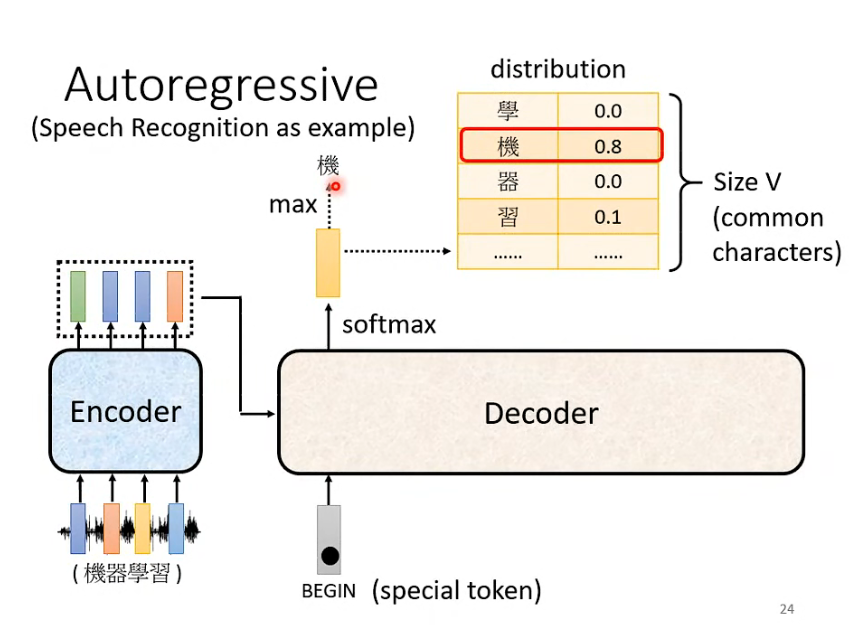 Autoregressive
(Speech Recognition as example)
distribution
學 0.0
機 0.8
器 0.0
習 0.1
...... ......
Size V
(common
characters)
機
max
softmax
Encoder
Decoder
(機器學習)
BEGIN (special token)
24